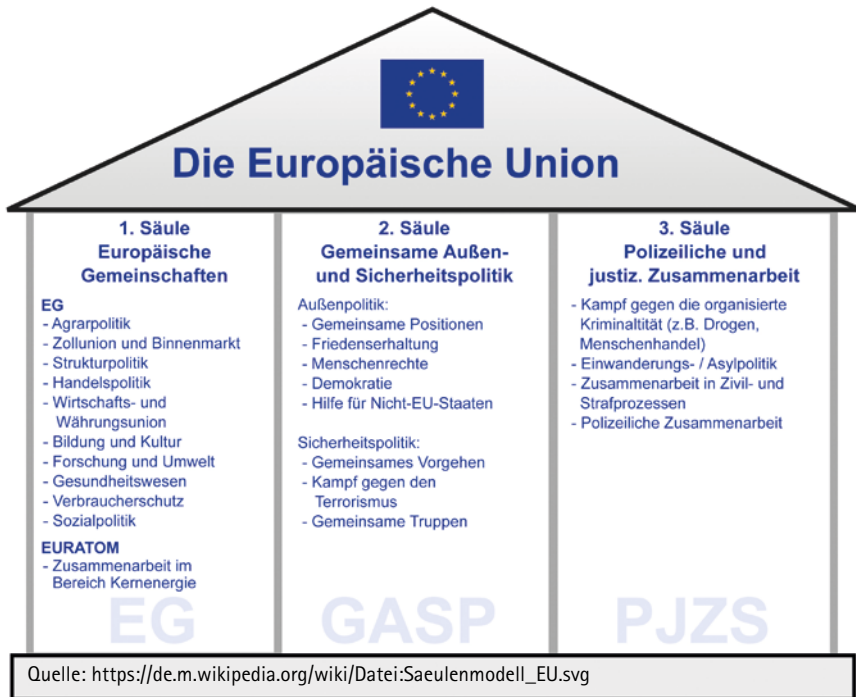 Die Europäische Union
1. Säule
Europäische
Gemeinschaften
EG
- Agrarpolitik
- Zollunion und Binnenmarkt
- Strukturpolitik
- Handelspolitik
- Wirtschafts- und
Währungsunion
- Bildung und Kultur
- Forschung und Umwelt
- Gesundheitswesen
- Verbraucherschutz
- Sozialpolitik
EURATOM
- Zusammenarbeit im
Bereich Kernenergie
EG
2. Säule
Gemeinsame Außen-
und Sicherheitspolitik
Außenpolitik:
- Gemeinsame Positionen
- Friedenserhaltung
- Menschenrechte
- Demokratie
- Hilfe für Nicht-EU-Staaten
Sicherheitspolitik:
- Gemeinsames Vorgehen
- Kampf gegen den
Terrorismus
- Gemeinsame Truppen
GASP
3. Säule
Polizeiliche und
justiz. Zusammenarbeit
- Kampf gegen die organisierte
Kriminaltität (z.B. Drogen,
Menschenhandel)
- Einwanderungs- / Asylpolitik
- Zusammenarbeit in Zivil- und
Strafprozessen
- Polizeiliche Zusammenarbeit
PJZS
Quelle: https://de.m.wikipedia.org/wiki/Datei:Saeulenmodell_EU.svg